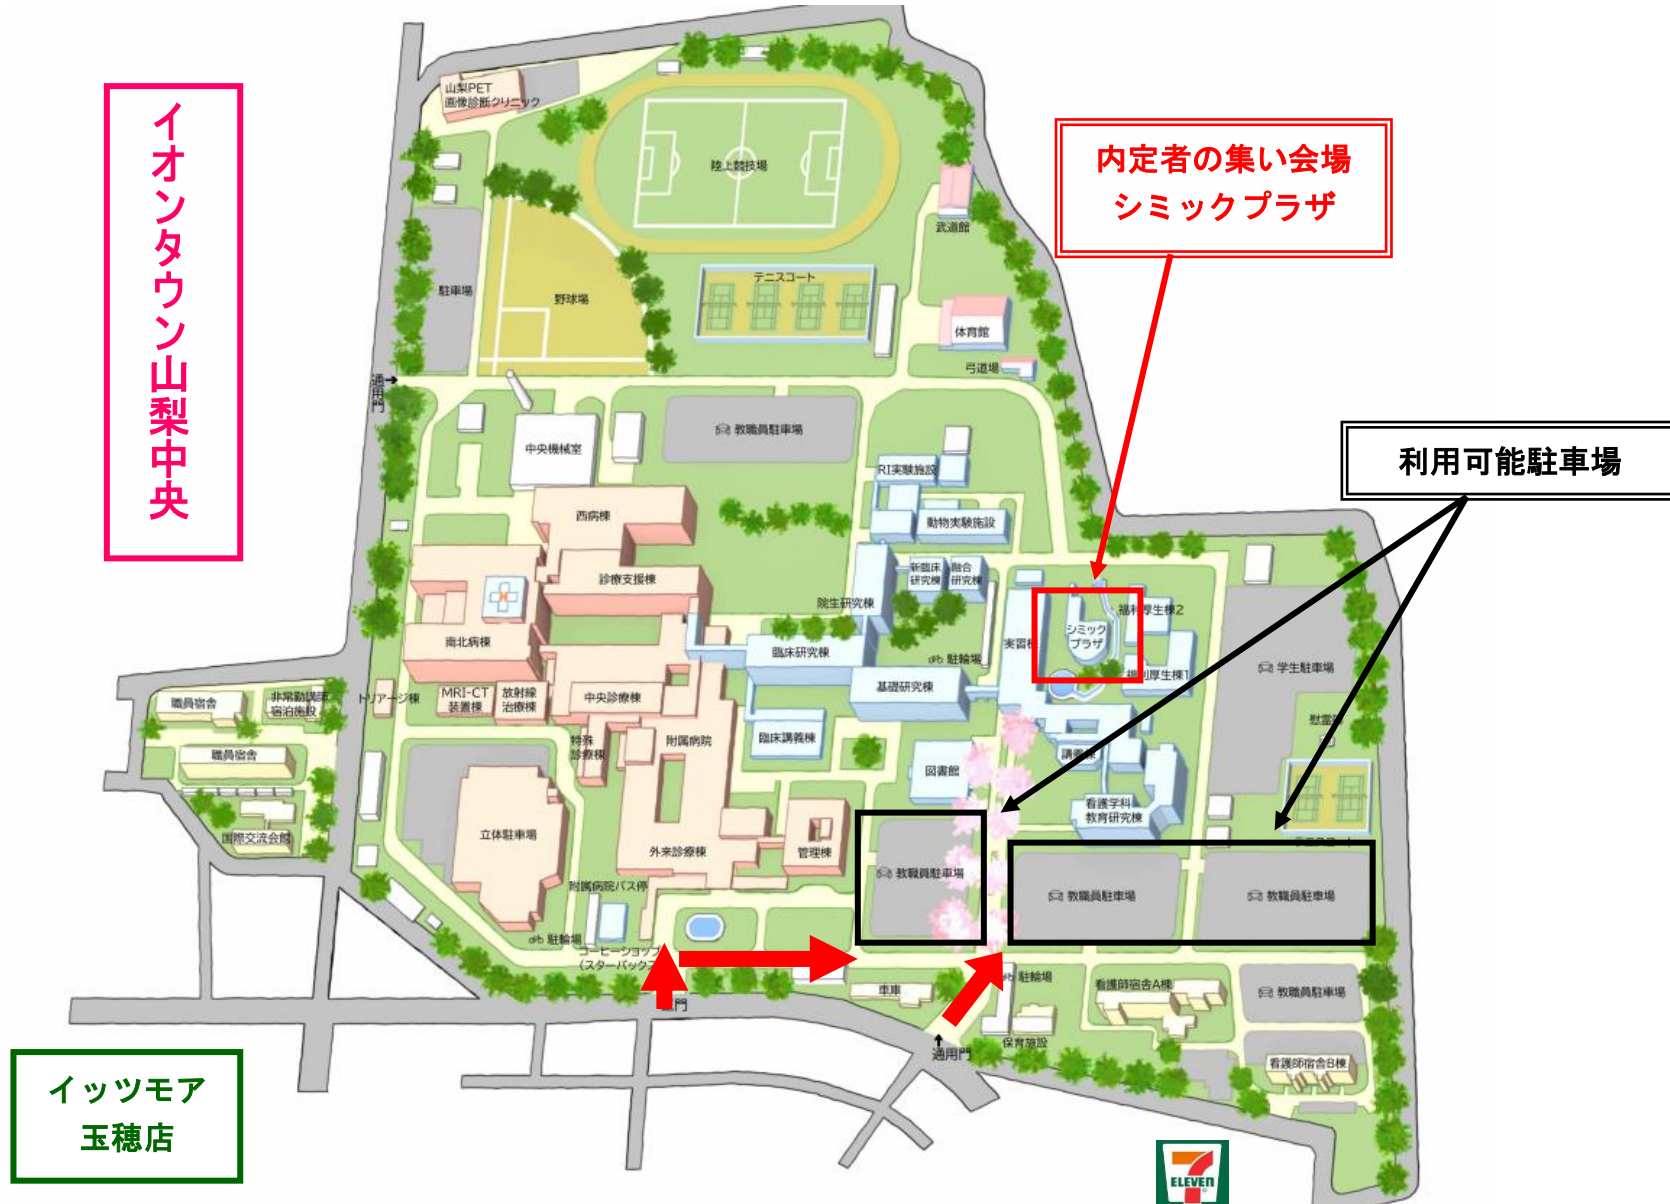 山梨PET
画像診断クリニック
イオンタウン山梨中央
陸上競技場
内定者の集い会場
シミックプラザ
武道館
テニスコート
駐車場
野球場
体育館
弓道場
通用門
教職員駐車場
中央機械室
利用可能駐車場
RI実験施設
動物実験施設
西病棟
新臨床
研究棟
融合
研究棟
診療支援棟
H
院生研究棟
福利厚生棟2
シミック
プラザ
実習棟
南北病棟
臨床研究棟
駐輪場
学生駐車場
福利厚生棟1
基礎研究棟
MRI-CT
装置棟
放射線
治療棟
中央診療棟
トリアージ棟
職員宿舎
非常勤講師
宿泊施設
特殊
診療棟
附属病院
臨床講義棟
講義棟
図書館
職員宿舎
看護学科
教育研究棟
立体駐車場
国際交流会館
外来診療棟
管理棟
テニスコート
教職員駐車場
教職員駐車場
教職員駐車場
附属病院バス停
駐輪場
コーヒーショップ
(スターバックス
車庫
駐輪場
看護師宿舎A棟
教職員駐車場
門
通用門
保育施設
看護師宿舎B棟
イッツモア
玉穂店
7
ELEVEn